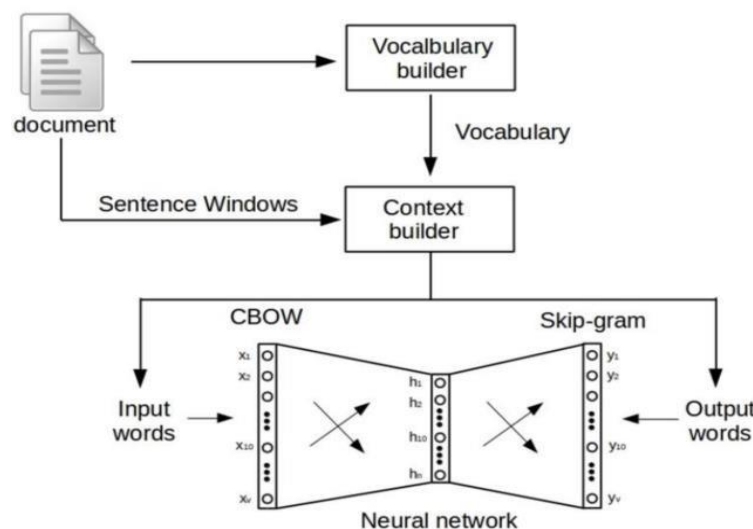 Vocalbulary
builder
document
Vocabulary
Sentence Windows
Context
builder
CBOW
Skip-gram
x1
x2
x10
xv
h1
h2
h10
hn
y1
y2
y10
yv
Input
words
Output
words
Neural network